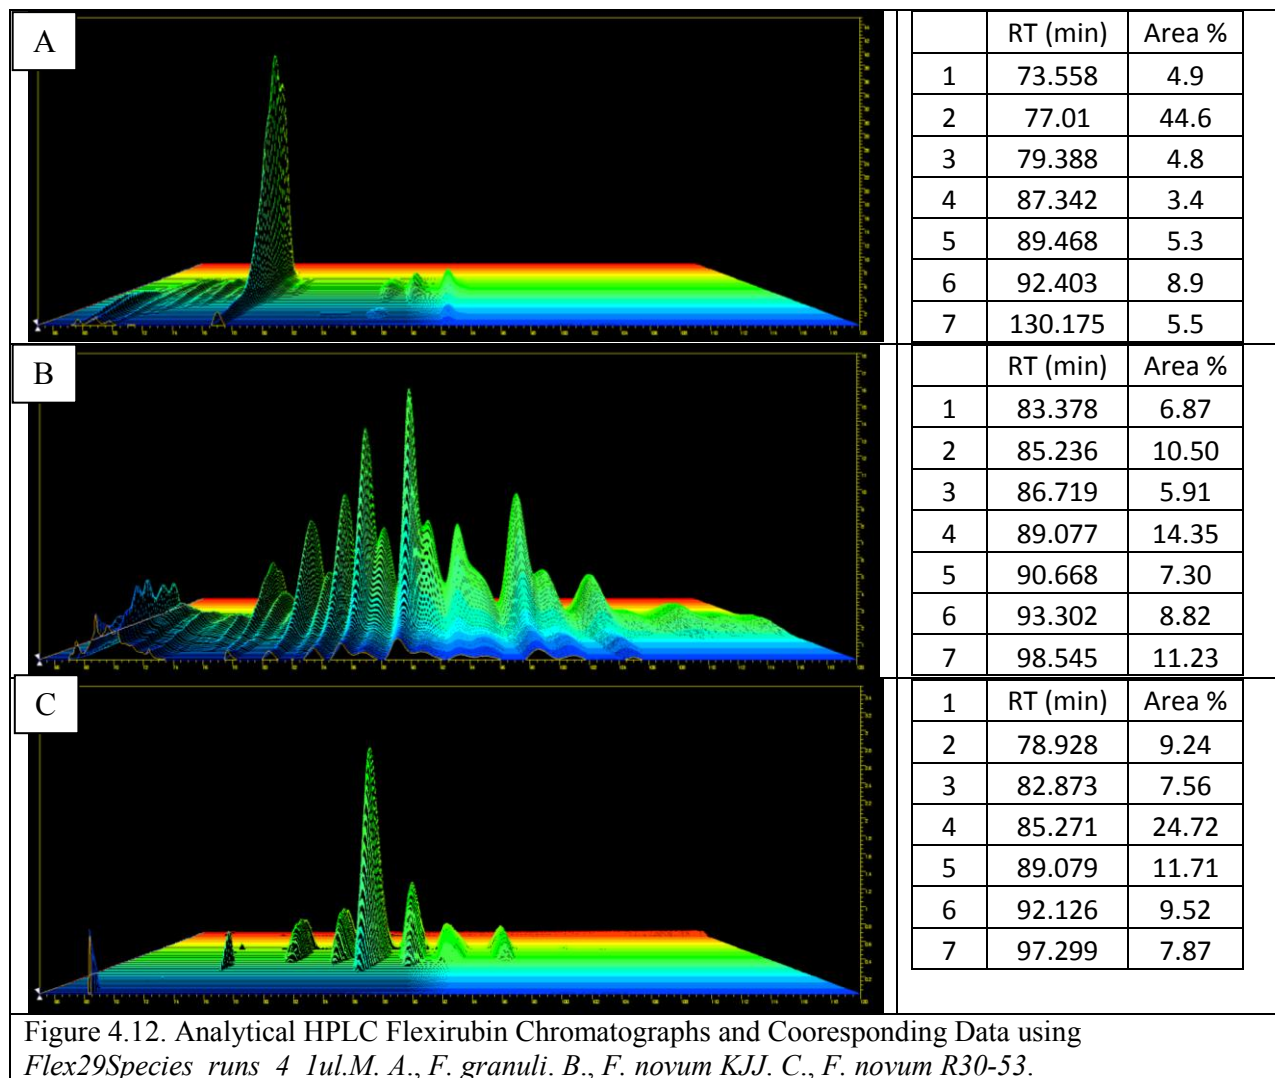 A
RT (min) Area %
1 73.558 4.9
2 77.01 44.6
3 79.388 4.8
4 87.342 3.4
5 89.468 5.3
6 92.403 8.9
7 130.175 5.5
B
RT (min) Area %
1 83.378 6.87
2 85.236 10.50
3 86.719 5.91
4 89.077 14.35
5 90.668 7.30
6 93.302 8.82
7 98.545 11.23
C
1 RT (min) Area %
2 78.928 9.24
3 82.873 7.56
4 85.271 24.72
5 89.079 11.71
6 92.126 9.52
7 97.299 7.87
Figure 4.12. Analytical HPLC Flexirubin Chromatographs and Cooresponding Data using
Flex29Species_runs_4_1ul.M. A., F. granuli. B., F. novum KJJ. C., F. novum R30-53.